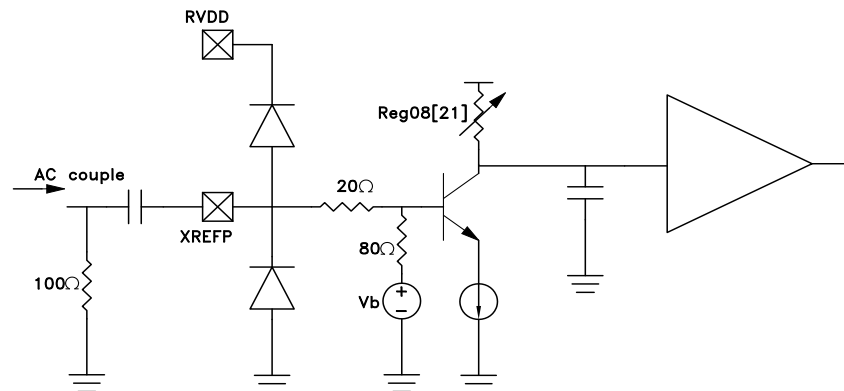 RVDD
Reg08[21]
AC couple
20Ω
XREFP
80Ω
100Ω
Vb